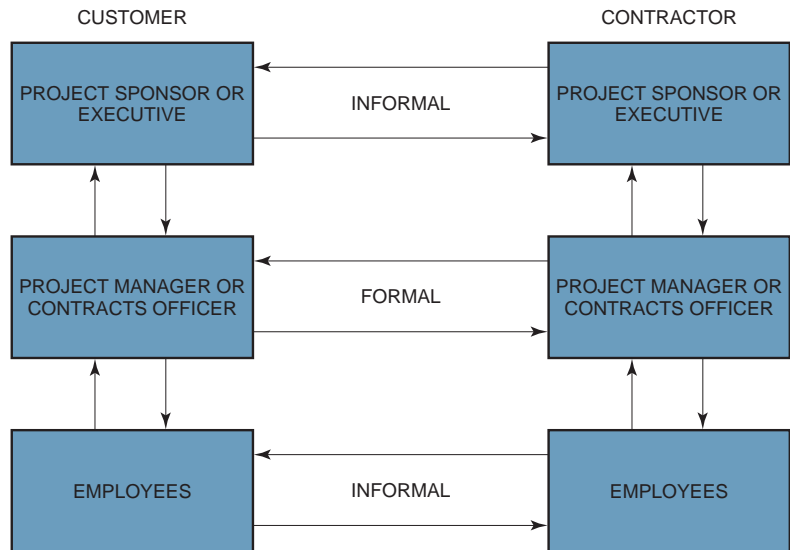 CUSTOMER
CONTRACTOR
PROJECT SPONSOR OR
EXECUTIVE
INFORMAL
PROJECT SPONSOR OR
EXECUTIVE
PROJECT MANAGER OR
CONTRACTS OFFICER
FORMAL
PROJECT MANAGER OR
CONTRACTS OFFICER
EMPLOYEES
INFORMAL
EMPLOYEES